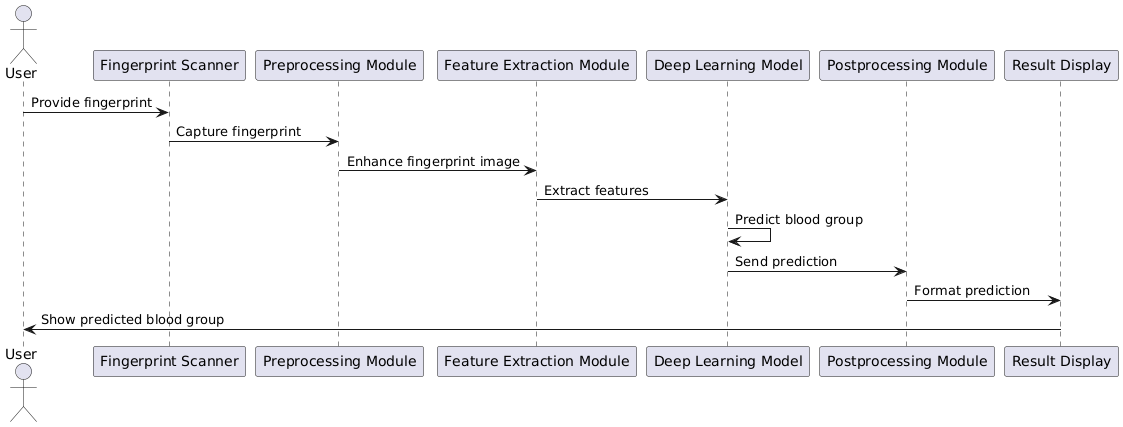 User
Fingerprint Scanner
Preprocessing Module
Feature Extraction Module
Deep Learning Model
Postprocessing Module
Result Display
Provide fingerprint
Capture fingerprint
Enhance fingerprint image
Extract features
Predict blood group
Send prediction
Format prediction
Show predicted blood group
User
Fingerprint Scanner
Preprocessing Module
Feature Extraction Module
Deep Learning Model
Postprocessing Module
Result Display